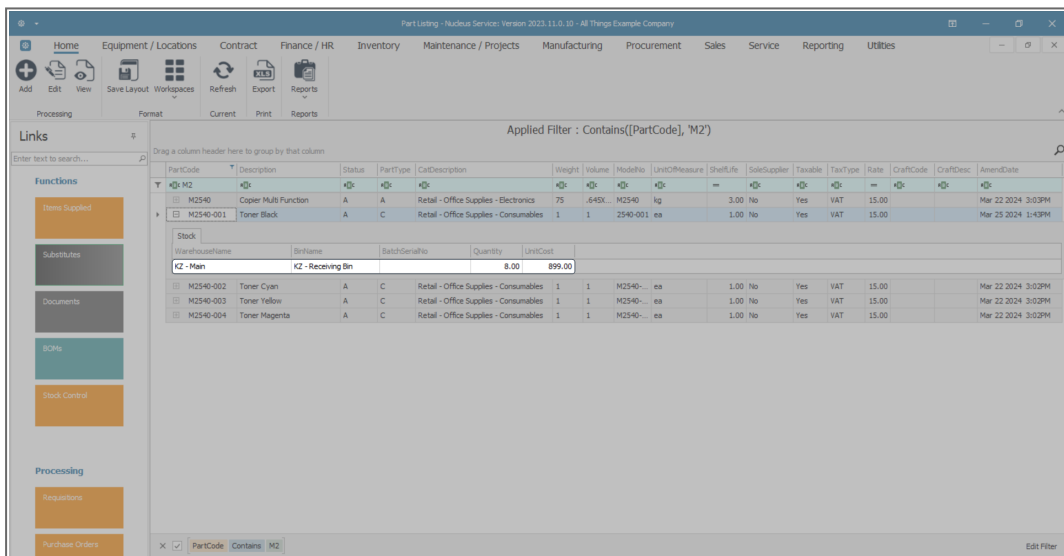 Part Listing - Nucleus Service: Version 2023.11.0.10 - All Things Example Company
Home Equipment / Locations Contract Finance / HR Inventory Maintenance / Projects Manufacturing Procurement Sales Service Reporting Utilities
Add Edit View Save Layout Workspaces Refresh Export Reports
Processing Format Current Print Reports
Links
Enter text to search...
Functions
Items Supplied
Substitutes
Documents
BOMs
Stock Control
Processing
Requisitions
Purchase Orders
Applied Filter : Contains([PartCode], 'M2')
Drag a column header here to group by that column
PartCode Description Status PartType CatDescription Weight Volume ModelNo UnitOfMeasure ShelfLife SoleSupplier Taxable TaxType Rate CraftCode CraftDesc AmendDate
M2 = =
M2540 Copier Multi Function A A Retail - Office Supplies - Electronics 75 .645X... M2540 kg 3.00 No Yes VAT 15.00 Mar 22 2024 3:03PM
M2540-001 Toner Black A C Retail - Office Supplies - Consumables 1 1 2540-001 ea 1.00 No Yes VAT 15.00 Mar 25 2024 1:43PM
Stock
WarehouseName BinName BatchSerialNo Quantity UnitCost
KZ - Main KZ - Receiving Bin 8.00 899.00
M2540-002 Toner Cyan A C Retail - Office Supplies - Consumables 1 1 M2540-... ea 1.00 No Yes VAT 15.00 Mar 22 2024 3:02PM
M2540-003 Toner Yellow A C Retail - Office Supplies - Consumables 1 1 M2540-... ea 1.00 No Yes VAT 15.00 Mar 22 2024 3:02PM
M2540-004 Toner Magenta A C Retail - Office Supplies - Consumables 1 1 M2540-... ea 1.00 No Yes VAT 15.00 Mar 22 2024 3:02PM
PartCode Contains M2 Edit Filter